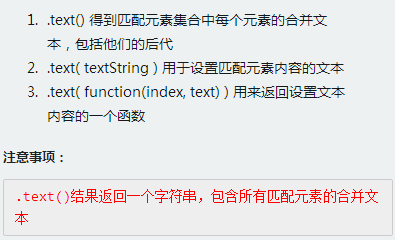 1. .text() 得到匹配元素集合中每个元素的合并文
本，包括他们的后代
2. .text( textString ) 用于设置匹配元素内容的文本
3. .text( function(index, text) ) 用来返回设置文本
内容的一个函数
注意事项：
.text()结果返回一个字符串，包含所有匹配元素的合并文
本